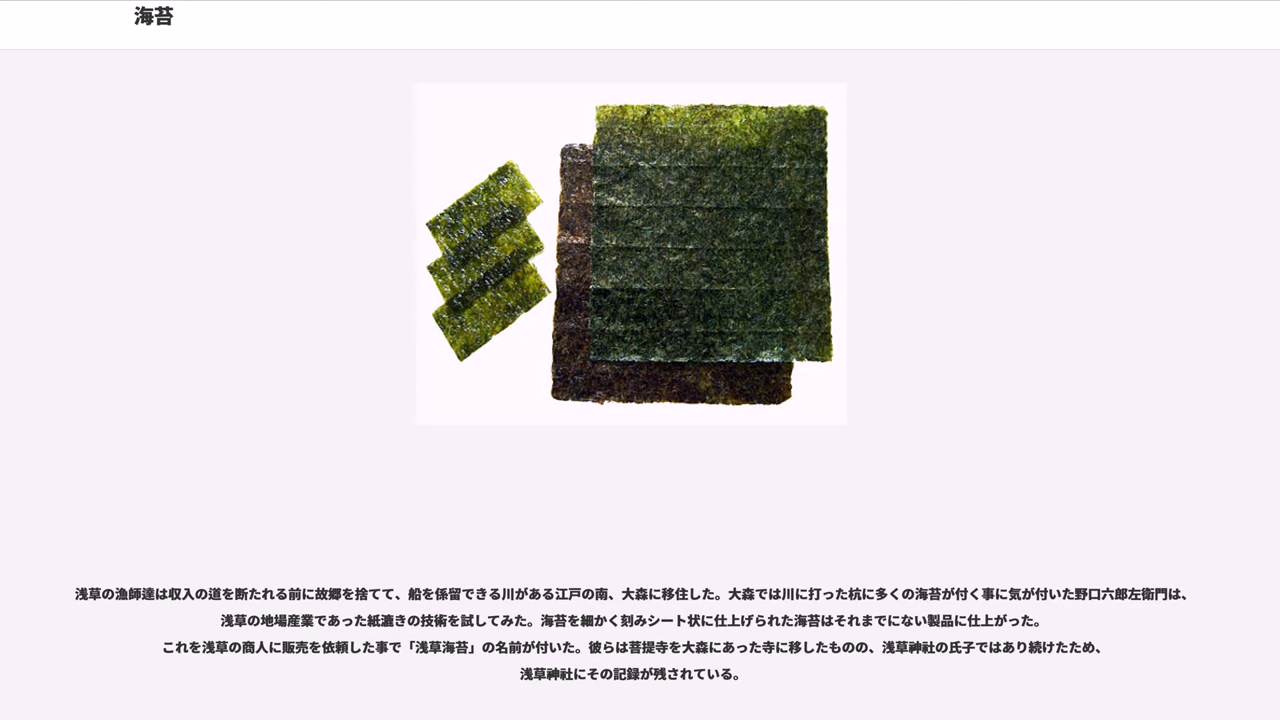 海苔
浅草の漁師達は収入の道を断たれる前に故郷を捨てて、船を係留できる川がある江戸の南、大森に移住した。大森では川に打った杭に多くの海苔が付く事に気が付いた野口六郎左衛門は、
浅草の地場産業であった紙漉きの技術を試してみた。海苔を細かく刻みシート状に仕上げられた海苔はそれまでにない製品に仕上がった。
これを浅草の商人に販売を依頼した事で「浅草海苔」の名前が付いた。彼らは菩提寺を大森にあった寺に移したものの、浅草神社の氏子ではあり続けたため、
浅草神社にその記録が残されている。